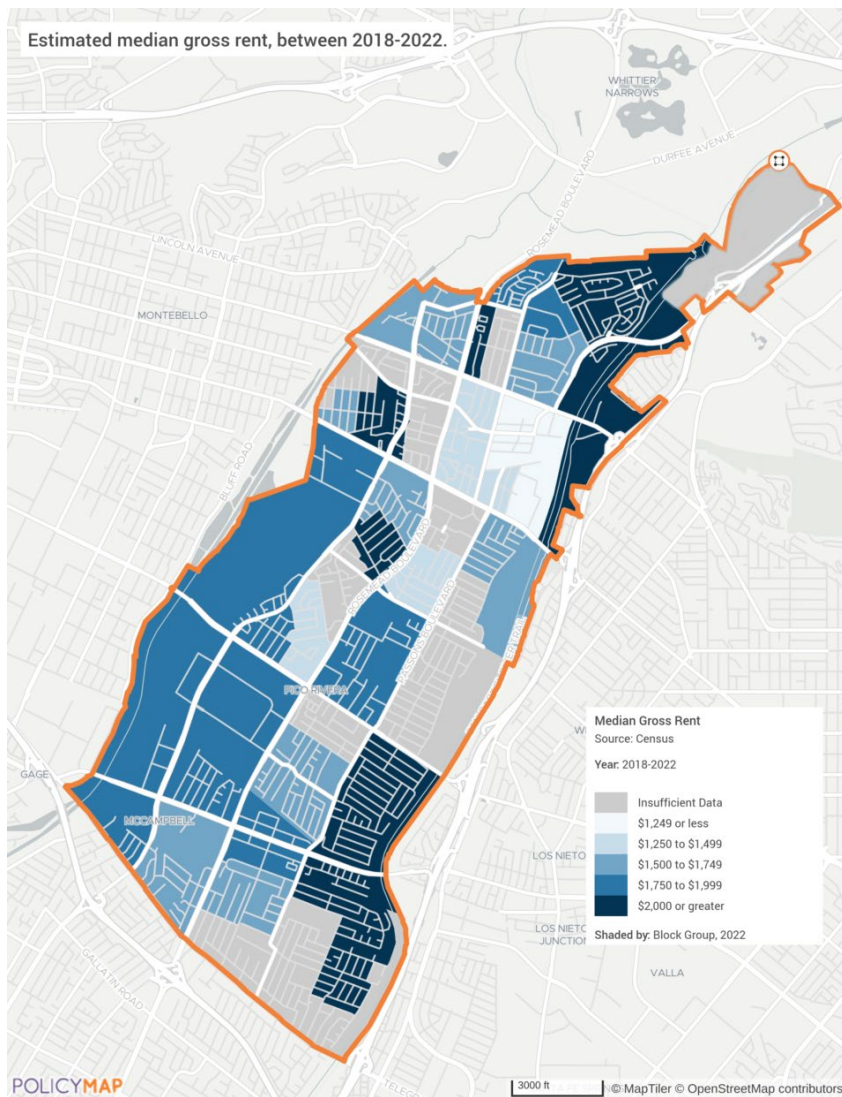 Estimated median gross rent, between 2018-2022.
WHITTIER
NARROWS
DURFEE AVENUE
ROSEMEAD BOULEVARD
LINCOLN AVENUE
MONTEBELLO
BLUFF ROAD
ROSEMEAD BOULEVARD
PASSONS BOULEVARD
PICO RIVERA
GAGE
MCCAMPBELL
GALLATIN ROAD
Median Gross Rent
Source: Census
Year: 2018-2022
Insufficient Data
$1,249 or less
$1,250 to $1,499
$1,500 to $1,749
$1,750 to $1,999
$2,000 or greater
Shaded by: Block Group, 2022
LOS NIETO
LOS NIETO
JUNCTION
VALLA
TELEG
POLICYMAP
3000 ft
© MapTiler © OpenStreetMap contributors